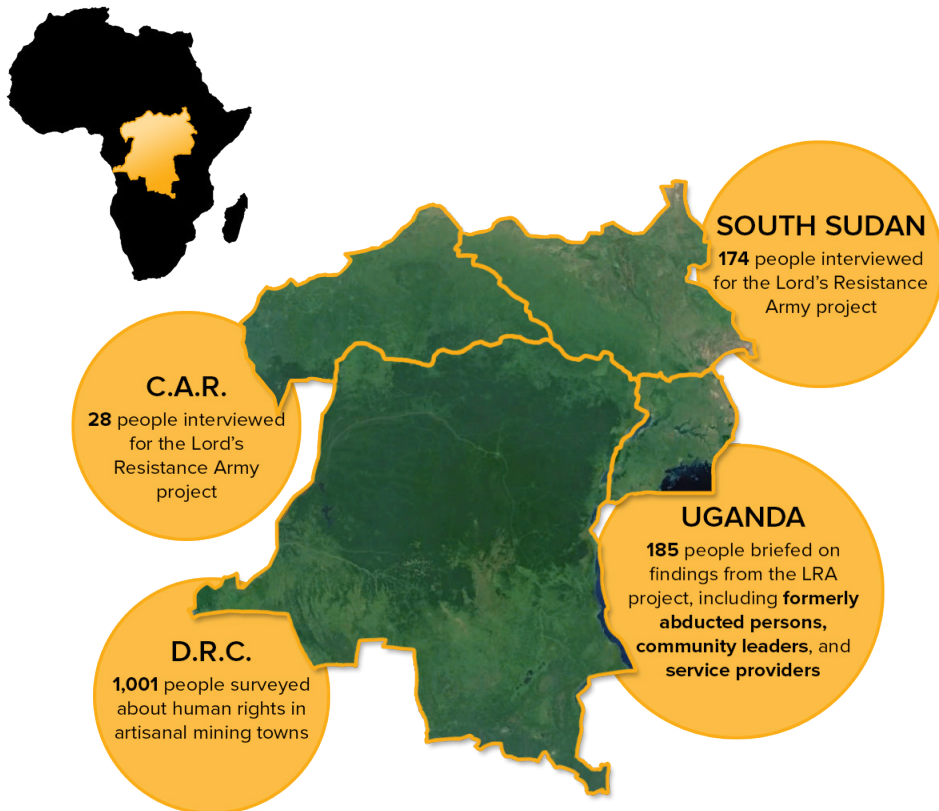 SOUTH SUDAN
174 people interviewed
for the Lord's Resistance
Army project
C.A.R.
28 people interviewed
for the Lord's
Resistance Army
project
UGANDA
185 people briefed on
findings from the LRA
project, including formerly
abducted persons,
community leaders, and
service providers
D.R.C.
1,001 people surveyed
about human rights in
artisanal mining towns